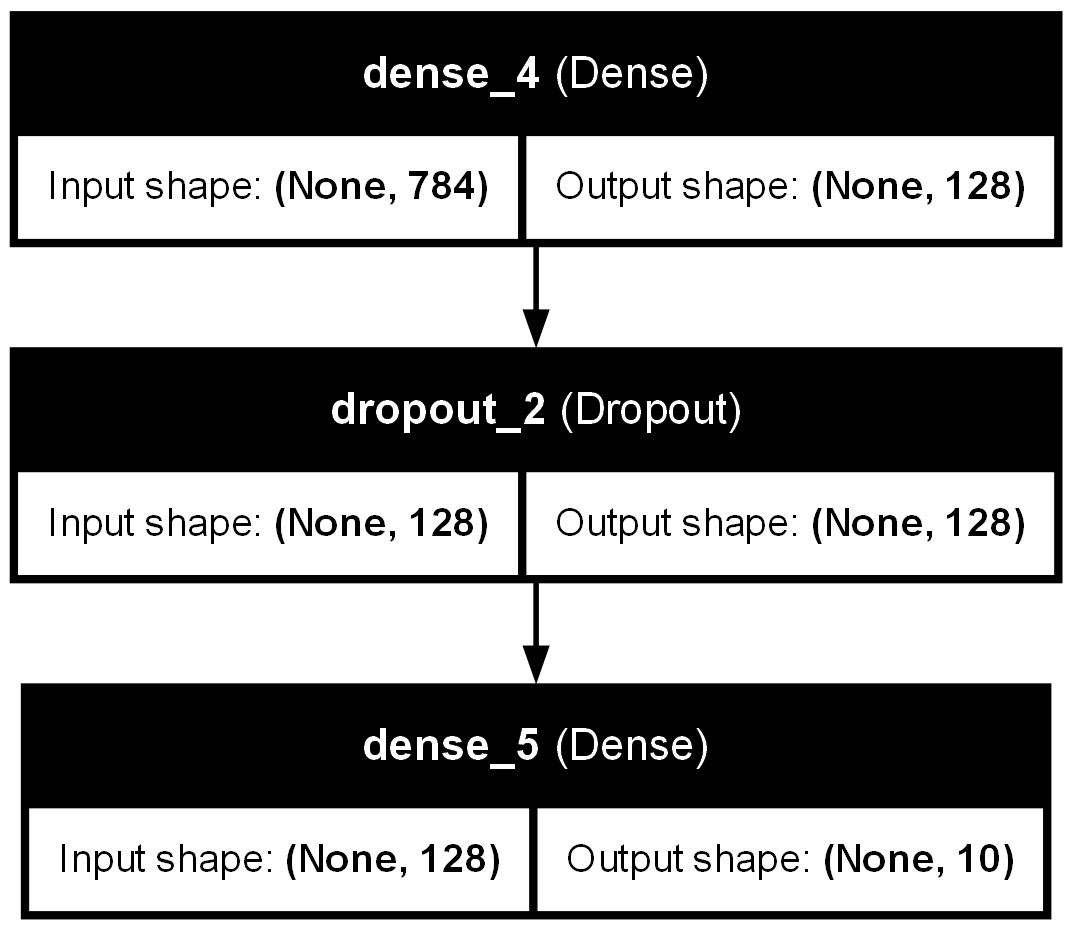 dense_4 (Dense)
Input shape: (None, 784) Output shape: (None, 128)
dropout_2 (Dropout)
Input shape: (None, 128) Output shape: (None, 128)
dense_5 (Dense)
Input shape: (None, 128) Output shape: (None, 10)